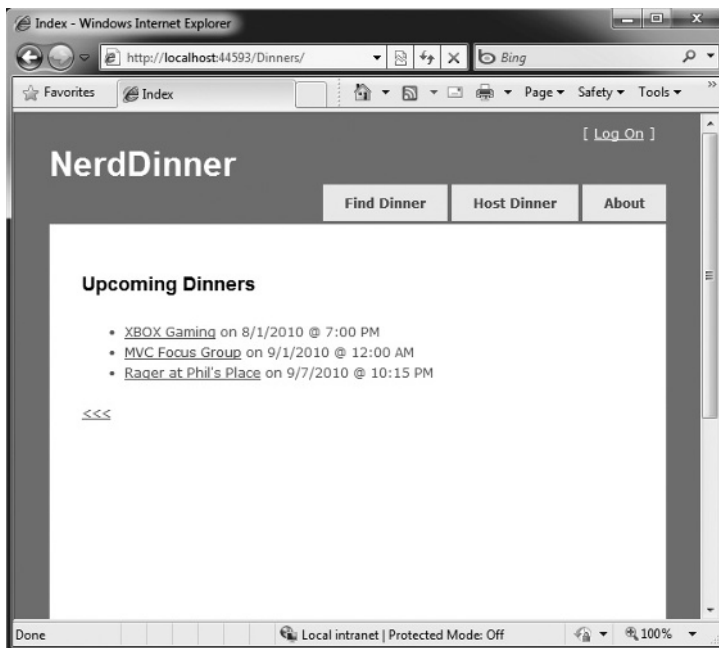 Index - Windows Internet Explorer
http://localhost:44593/Dinners/
Bing
Favorites
Index
Page
Safety
Tools
»
[ Log On ]
NerdDinner
Find Dinner
Host Dinner
About
Upcoming Dinners
• XBOX Gaming on 8/1/2010 @ 7:00 PM
• MVC Focus Group on 9/1/2010 @ 12:00 AM
• Rager at Phil's Place on 9/7/2010 @ 10:15 PM
<<<
Done
Local intranet | Protected Mode: Off
100%